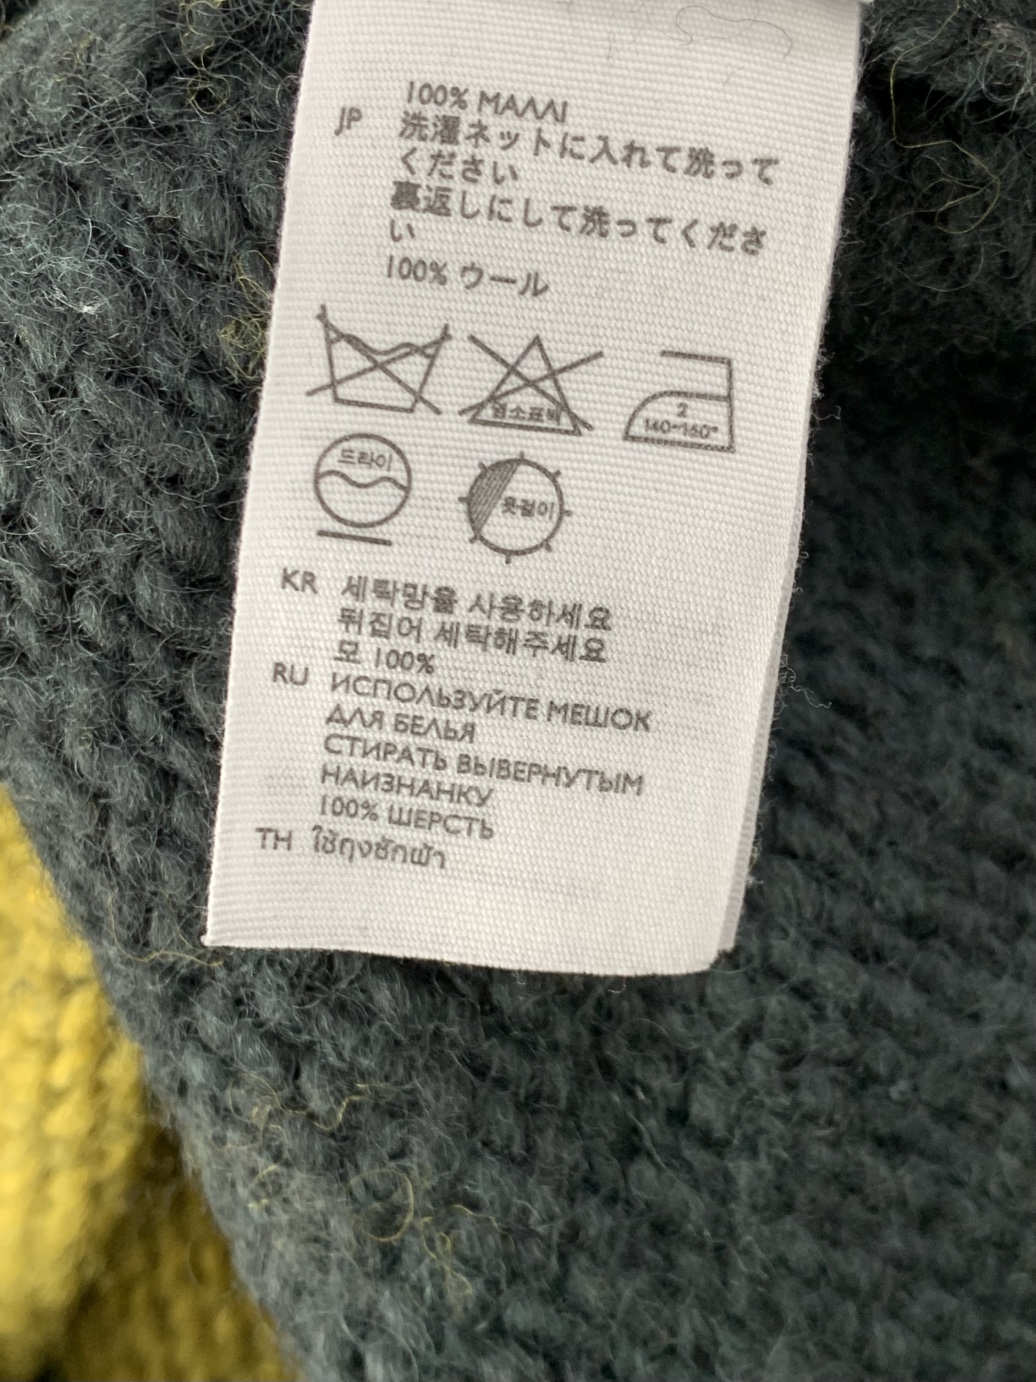 100% ΜΑΛΛΙ
JP 洗濯ネットに入れて洗って
ください
裏返しにして洗ってくださ
い
100% ウール
염소표백
2
140~160°
드라이
옷걸이
KR 세탁망을 사용하세요
뒤집어 세탁해주세요
모 100%
RU ИСПОЛЬЗУЙТЕ МЕШОК
ДЛЯ БЕЛЬЯ
СТИРАТЬ ВЫВЕРНУТЫМ
НАИЗНАНКУ
100% ШЕРСТЬ
TH ใช้ถุงซักผ้า